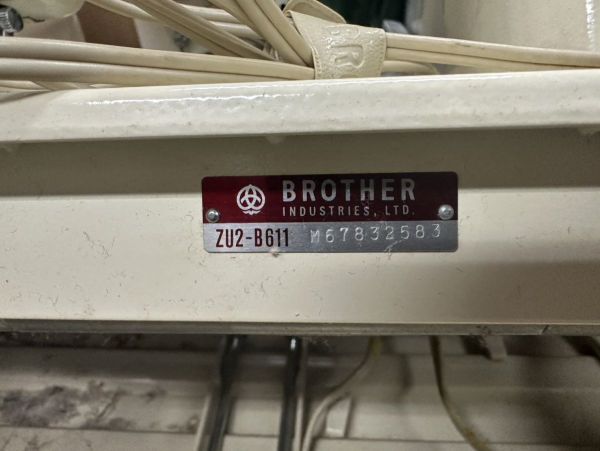 BROTHER
INDUSTRIES, LTD.
ZU2-B611 M67832583